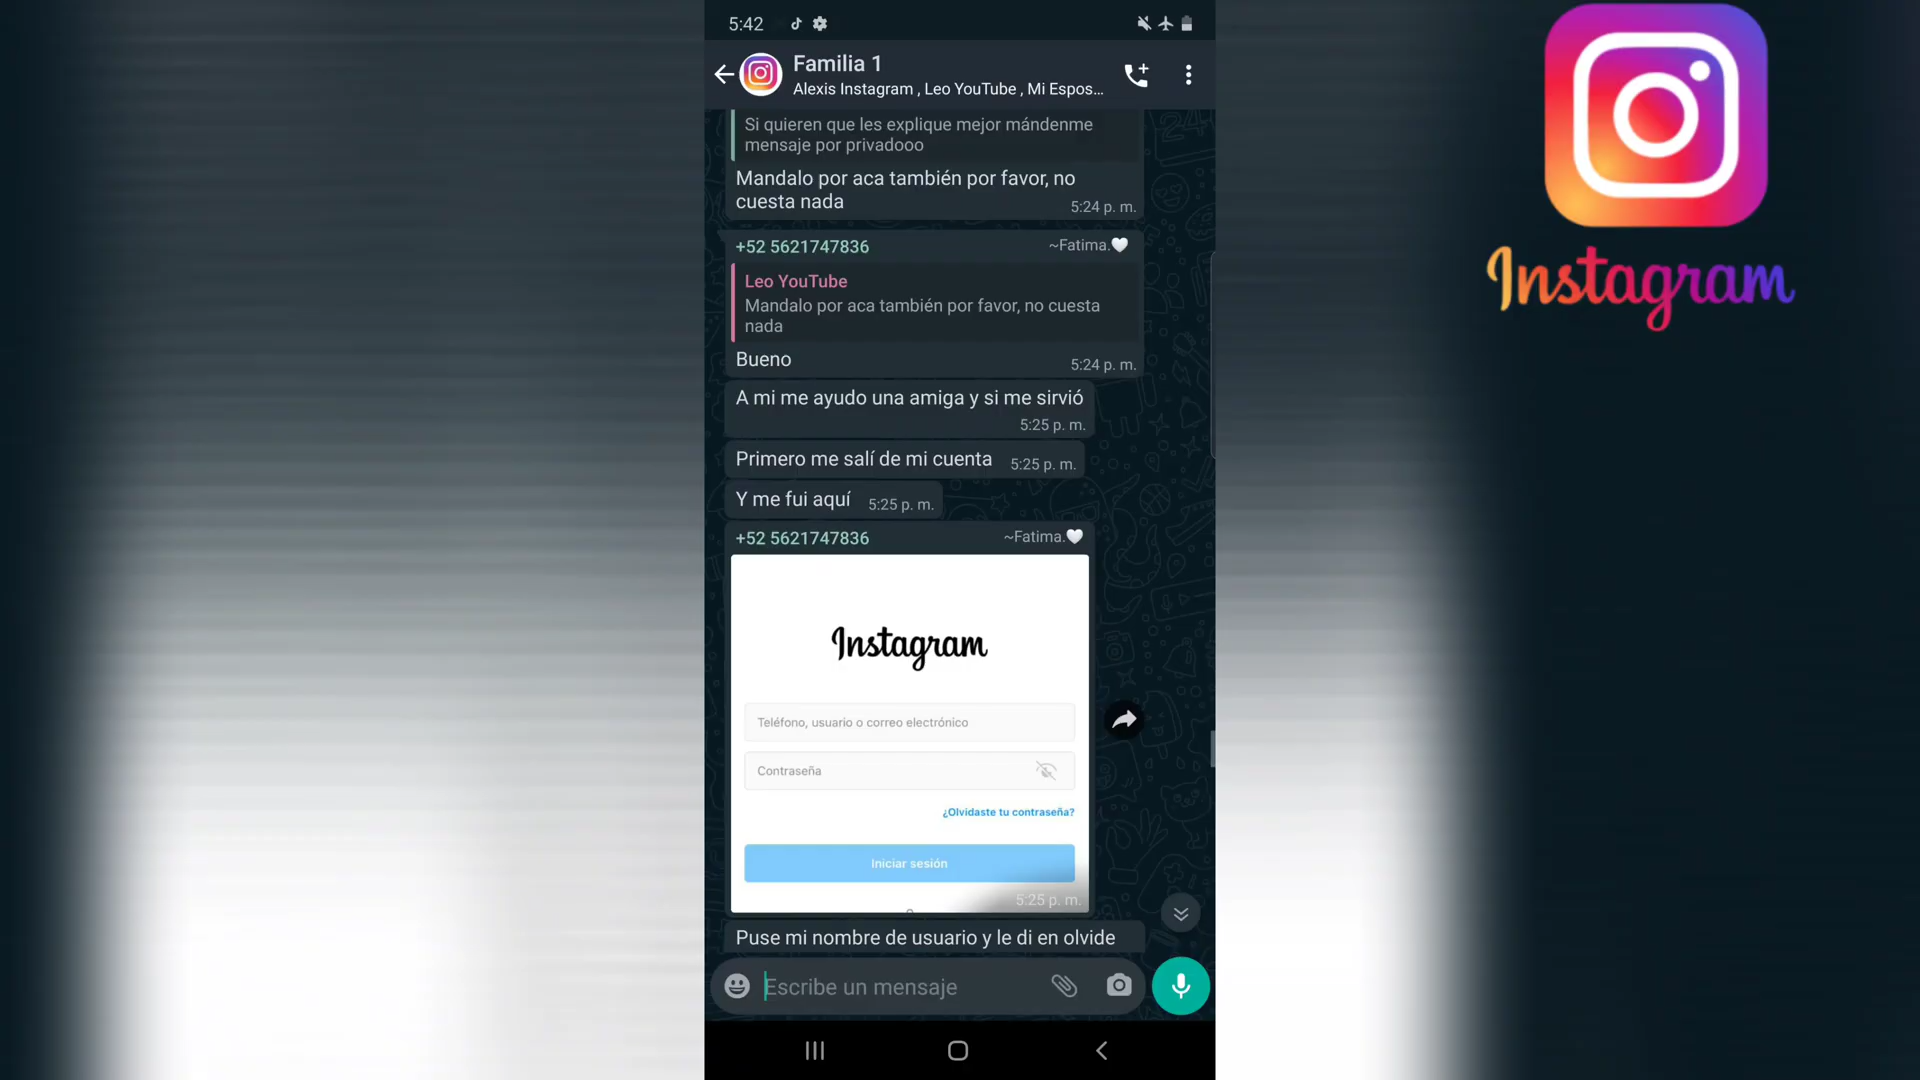 5:42
Familia 1
Alexis Instagram , Leo YouTube , Mi Espos...
Si quieren que les explique mejor mándenme
mensaje por privadooo
Mandalo por aca también por favor, no
cuesta nada
5:24 p. m.
+52 5621747836 ~Fatima.🤍
Leo YouTube
Mandalo por aca también por favor, no cuesta
nada
Bueno
5:24 p. m.
A mi me ayudo una amiga y si me sirvió
5:25 p. m.
Primero me salí de mi cuenta 5:25 p. m.
Y me fui aquí 5:25 p. m.
+52 5621747836 ~Fatima.🤍
Instagram
Teléfono, usuario o correo electrónico
Contraseña
¿Olvidaste tu contraseña?
Iniciar sesión
5:25 p. m.
Puse mi nombre de usuario y le di en olvide
Escribe un mensaje
Instagram